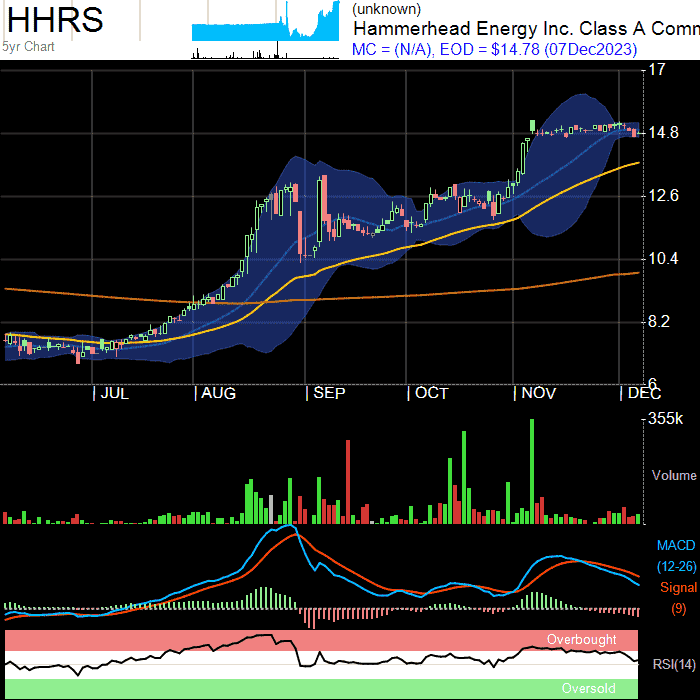 HHRS
5yr Chart
(unknown)
Hammerhead Energy Inc. Class A Comm
MC = (N/A), EOD = $14.78 (07Dec2023)
17
14.8
12.6
10.4
8.2
6
JUL AUG SEP OCT NOV DEC
355k
Volume
MACD
(12-26)
Signal
(9)
Overbought
RSI(14)
Oversold